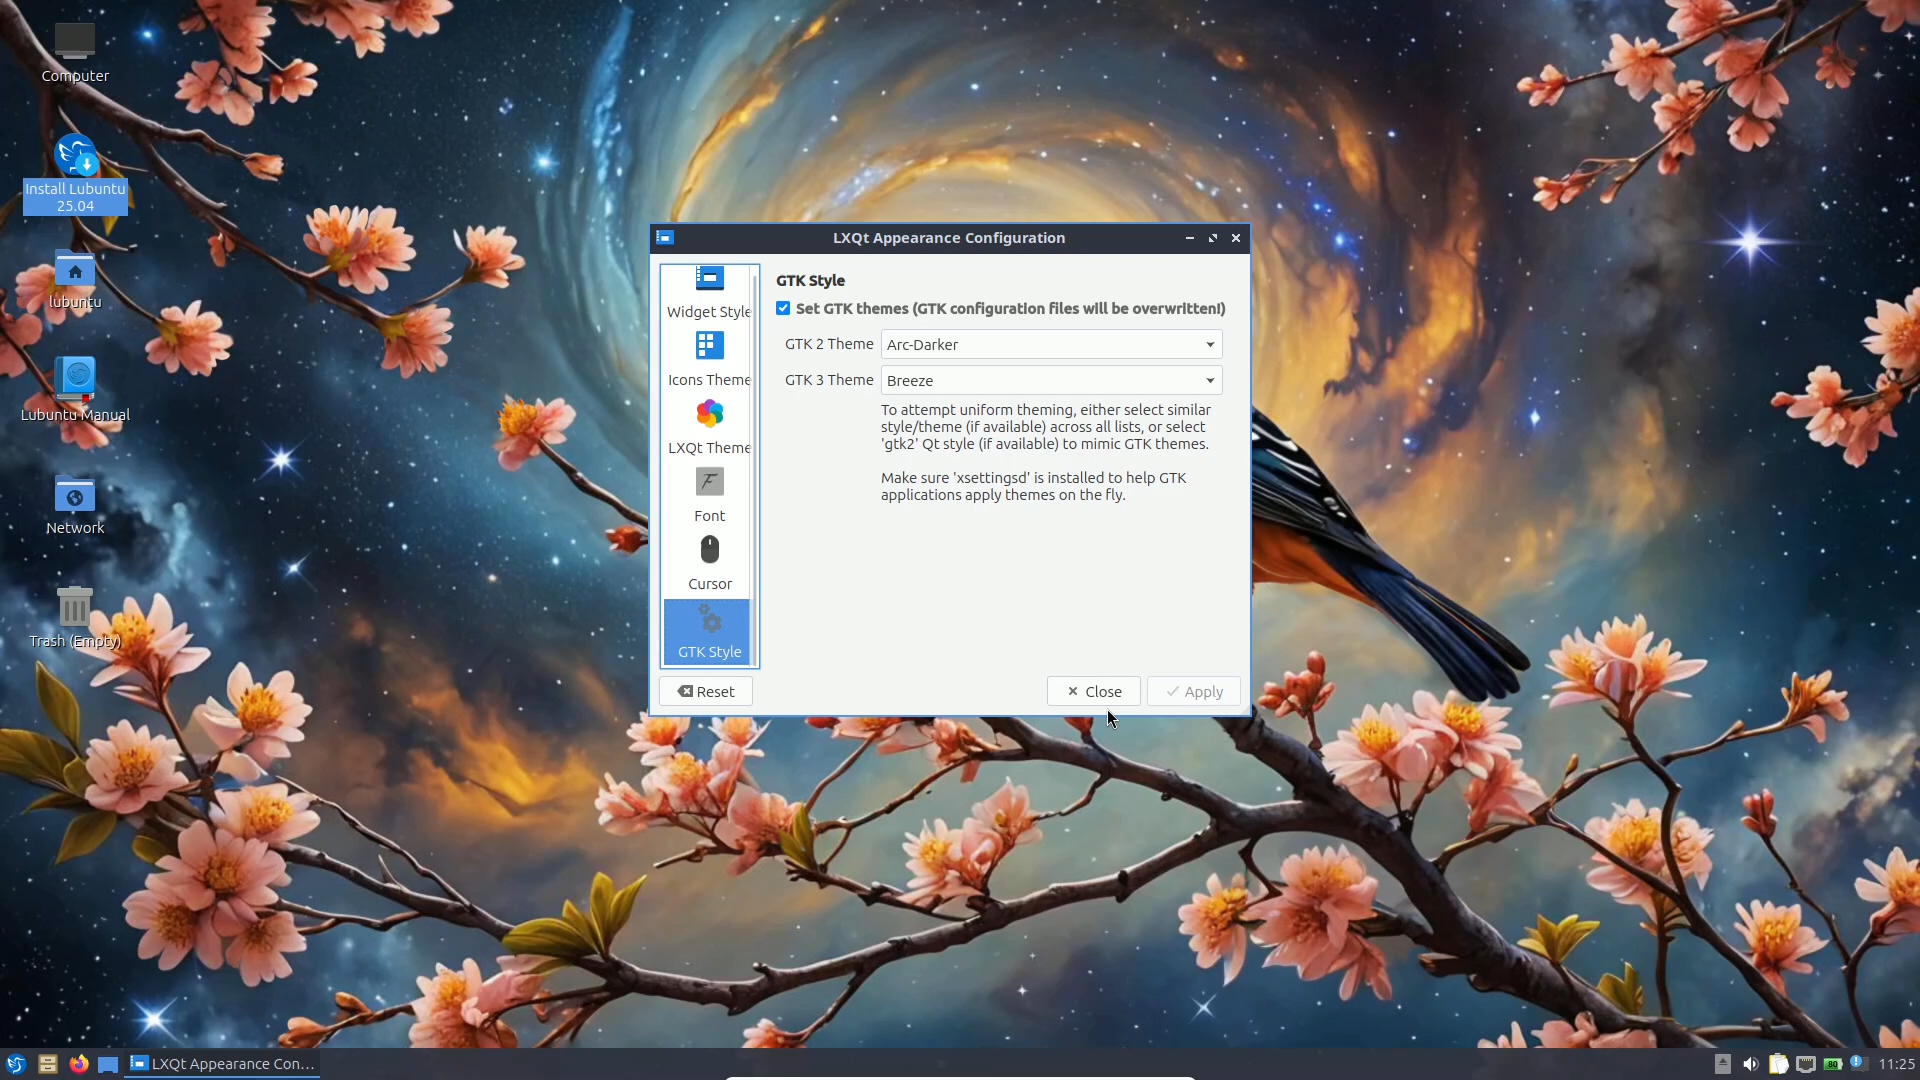 Computer
Install Lubuntu
25.04
lubuntu
Lubuntu Manual
Network
Trash (Empty)
LXQt Appearance Configuration
Widget Style
Icons Theme
LXQt Theme
Font
Cursor
GTK Style
GTK Style
Set GTK themes (GTK configuration files will be overwritten!)
GTK 2 Theme Arc-Darker
GTK 3 Theme Breeze
To attempt uniform theming, either select similar
style/theme (if available) across all lists, or select
'gtk2' Qt style (if available) to mimic GTK themes.
Make sure 'xsettingsd' is installed to help GTK
applications apply themes on the fly.
Reset
Close
Apply
LXQt Appearance Con...
80
11:25